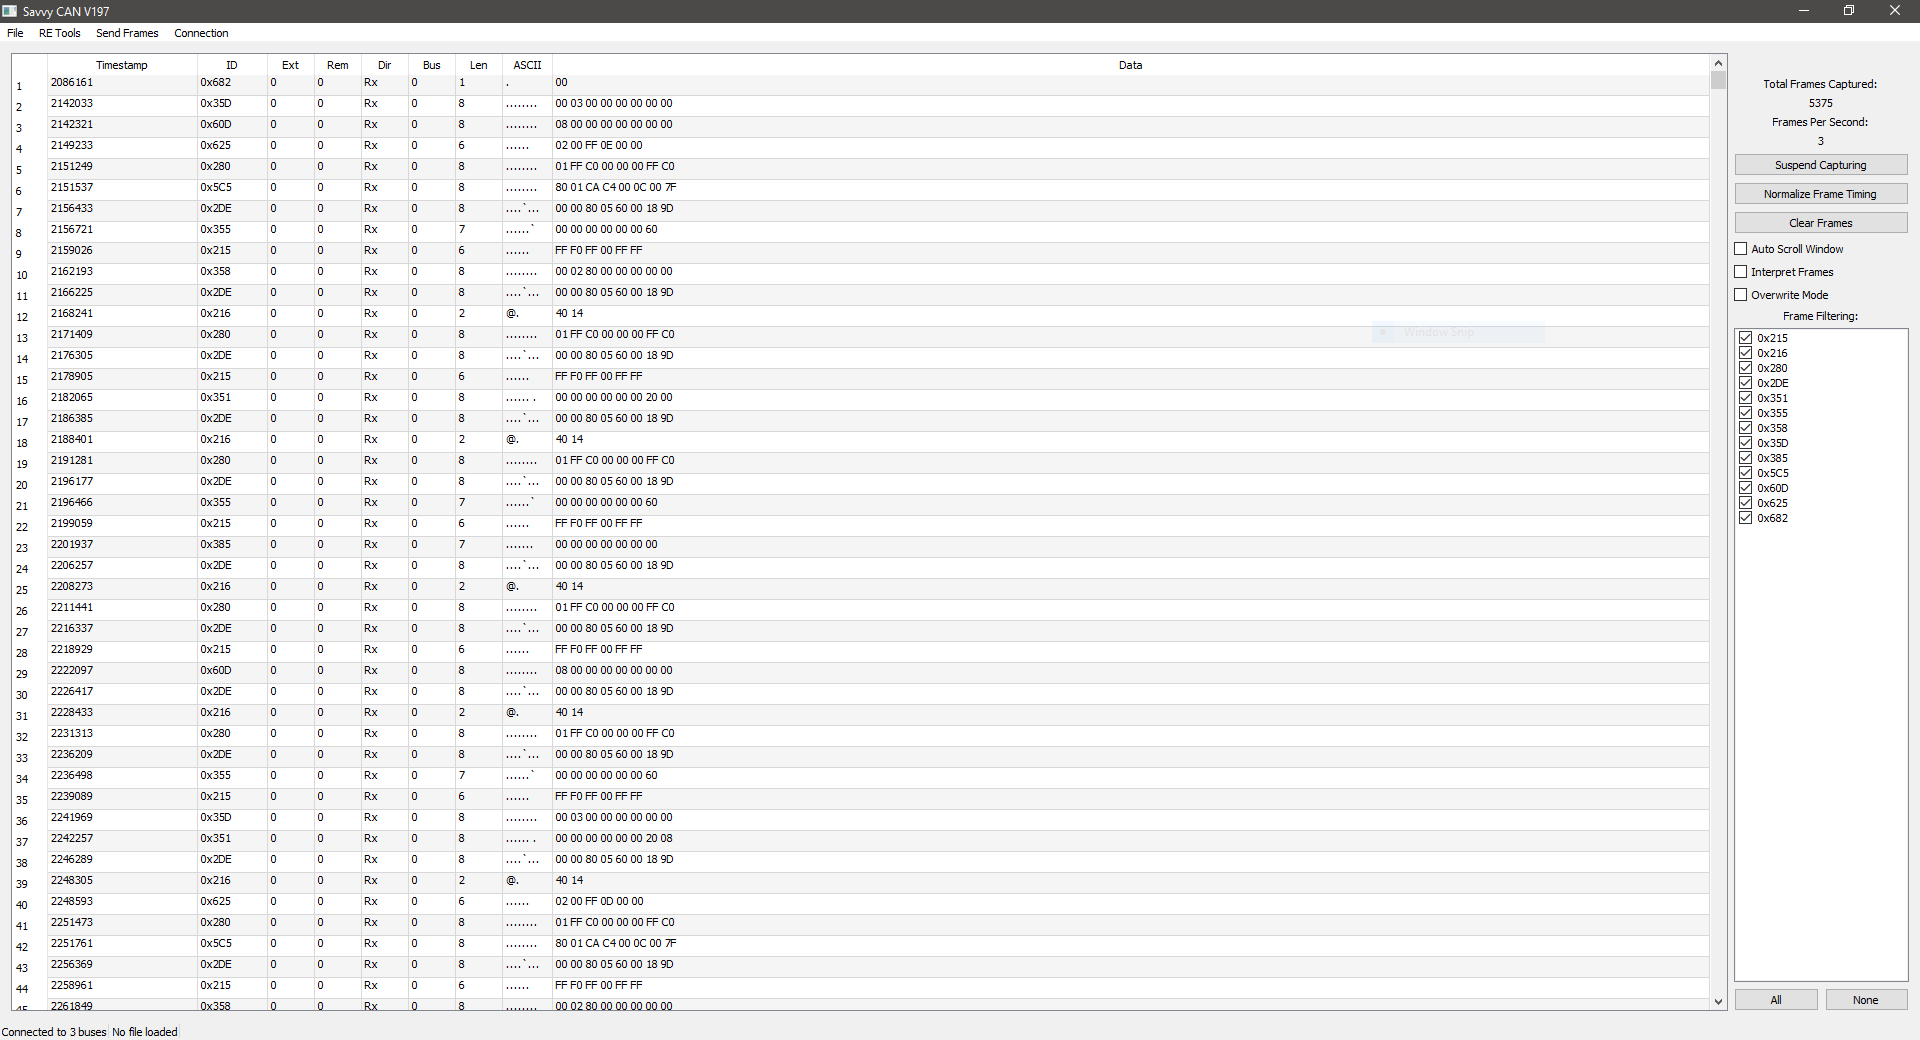 Savvy CAN V197
File RE Tools Send Frames Connection
Timestamp ID Ext Rem Dir Bus Len ASCII Data
1 2086161 0x682 0 0 Rx 0 1 . 00
2 2142033 0x35D 0 0 Rx 0 8 ........ 00 03 00 00 00 00 00 00
3 2142321 0x60D 0 0 Rx 0 8 ........ 08 00 00 00 00 00 00 00
4 2149233 0x625 0 0 Rx 0 6 ...... 02 00 FF 0E 00 00
5 2151249 0x280 0 0 Rx 0 8 ........ 01 FF C0 00 00 00 FF C0
6 2151537 0x5C5 0 0 Rx 0 8 ........ 80 01 CA C4 00 0C 00 7F
7 2156433 0x2DE 0 0 Rx 0 8 ....`... 00 00 80 05 60 00 18 9D
8 2156721 0x355 0 0 Rx 0 7 ......` 00 00 00 00 00 00 60
9 2159026 0x215 0 0 Rx 0 6 ...... FF F0 FF 00 FF FF
10 2162193 0x358 0 0 Rx 0 8 ........ 00 02 80 00 00 00 00 00
11 2166225 0x2DE 0 0 Rx 0 8 ....`... 00 00 80 05 60 00 18 9D
12 2168241 0x216 0 0 Rx 0 2 @. 40 14
13 2171409 0x280 0 0 Rx 0 8 ........ 01 FF C0 00 00 00 FF C0
14 2176305 0x2DE 0 0 Rx 0 8 ....`... 00 00 80 05 60 00 18 9D
15 2178905 0x215 0 0 Rx 0 6 ...... FF F0 FF 00 FF FF
16 2182065 0x351 0 0 Rx 0 8 ...... . 00 00 00 00 00 00 20 00
17 2186385 0x2DE 0 0 Rx 0 8 ....`... 00 00 80 05 60 00 18 9D
18 2188401 0x216 0 0 Rx 0 2 @. 40 14
19 2191281 0x280 0 0 Rx 0 8 ........ 01 FF C0 00 00 00 FF C0
20 2196177 0x2DE 0 0 Rx 0 8 ....`... 00 00 80 05 60 00 18 9D
21 2196466 0x355 0 0 Rx 0 7 ......` 00 00 00 00 00 00 60
22 2199059 0x215 0 0 Rx 0 6 ...... FF F0 FF 00 FF FF
23 2201937 0x385 0 0 Rx 0 7 ....... 00 00 00 00 00 00 00
24 2206257 0x2DE 0 0 Rx 0 8 ....`... 00 00 80 05 60 00 18 9D
25 2208273 0x216 0 0 Rx 0 2 @. 40 14
26 2211441 0x280 0 0 Rx 0 8 ........ 01 FF C0 00 00 00 FF C0
27 2216337 0x2DE 0 0 Rx 0 8 ....`... 00 00 80 05 60 00 18 9D
28 2218929 0x215 0 0 Rx 0 6 ...... FF F0 FF 00 FF FF
29 2222097 0x60D 0 0 Rx 0 8 ........ 08 00 00 00 00 00 00 00
30 2226417 0x2DE 0 0 Rx 0 8 ....`... 00 00 80 05 60 00 18 9D
31 2228433 0x216 0 0 Rx 0 2 @. 40 14
32 2231313 0x280 0 0 Rx 0 8 ........ 01 FF C0 00 00 00 FF C0
33 2236209 0x2DE 0 0 Rx 0 8 ....`... 00 00 80 05 60 00 18 9D
34 2236498 0x355 0 0 Rx 0 7 ......` 00 00 00 00 00 00 60
35 2239089 0x215 0 0 Rx 0 6 ...... FF F0 FF 00 FF FF
36 2241969 0x35D 0 0 Rx 0 8 ........ 00 03 00 00 00 00 00 00
37 2242257 0x351 0 0 Rx 0 8 ...... . 00 00 00 00 00 00 20 08
38 2246289 0x2DE 0 0 Rx 0 8 ....`... 00 00 80 05 60 00 18 9D
39 2248305 0x216 0 0 Rx 0 2 @. 40 14
40 2248593 0x625 0 0 Rx 0 6 ...... 02 00 FF 0D 00 00
41 2251473 0x280 0 0 Rx 0 8 ........ 01 FF C0 00 00 00 FF C0
42 2251761 0x5C5 0 0 Rx 0 8 ........ 80 01 CA C4 00 0C 00 7F
43 2256369 0x2DE 0 0 Rx 0 8 ....`... 00 00 80 05 60 00 18 9D
44 2258961 0x215 0 0 Rx 0 6 ...... FF F0 FF 00 FF FF
45 2261849 0x358 0 0 Rx 0 8 ........ 00 02 80 00 00 00 00 00
Window Snip
Total Frames Captured:
5375
Frames Per Second:
3
Suspend Capturing
Normalize Frame Timing
Clear Frames
Auto Scroll Window
Interpret Frames
Overwrite Mode
Frame Filtering:
0x215
0x216
0x280
0x2DE
0x351
0x355
0x358
0x35D
0x385
0x5C5
0x60D
0x625
0x682
All None
Connected to 3 buses No file loaded